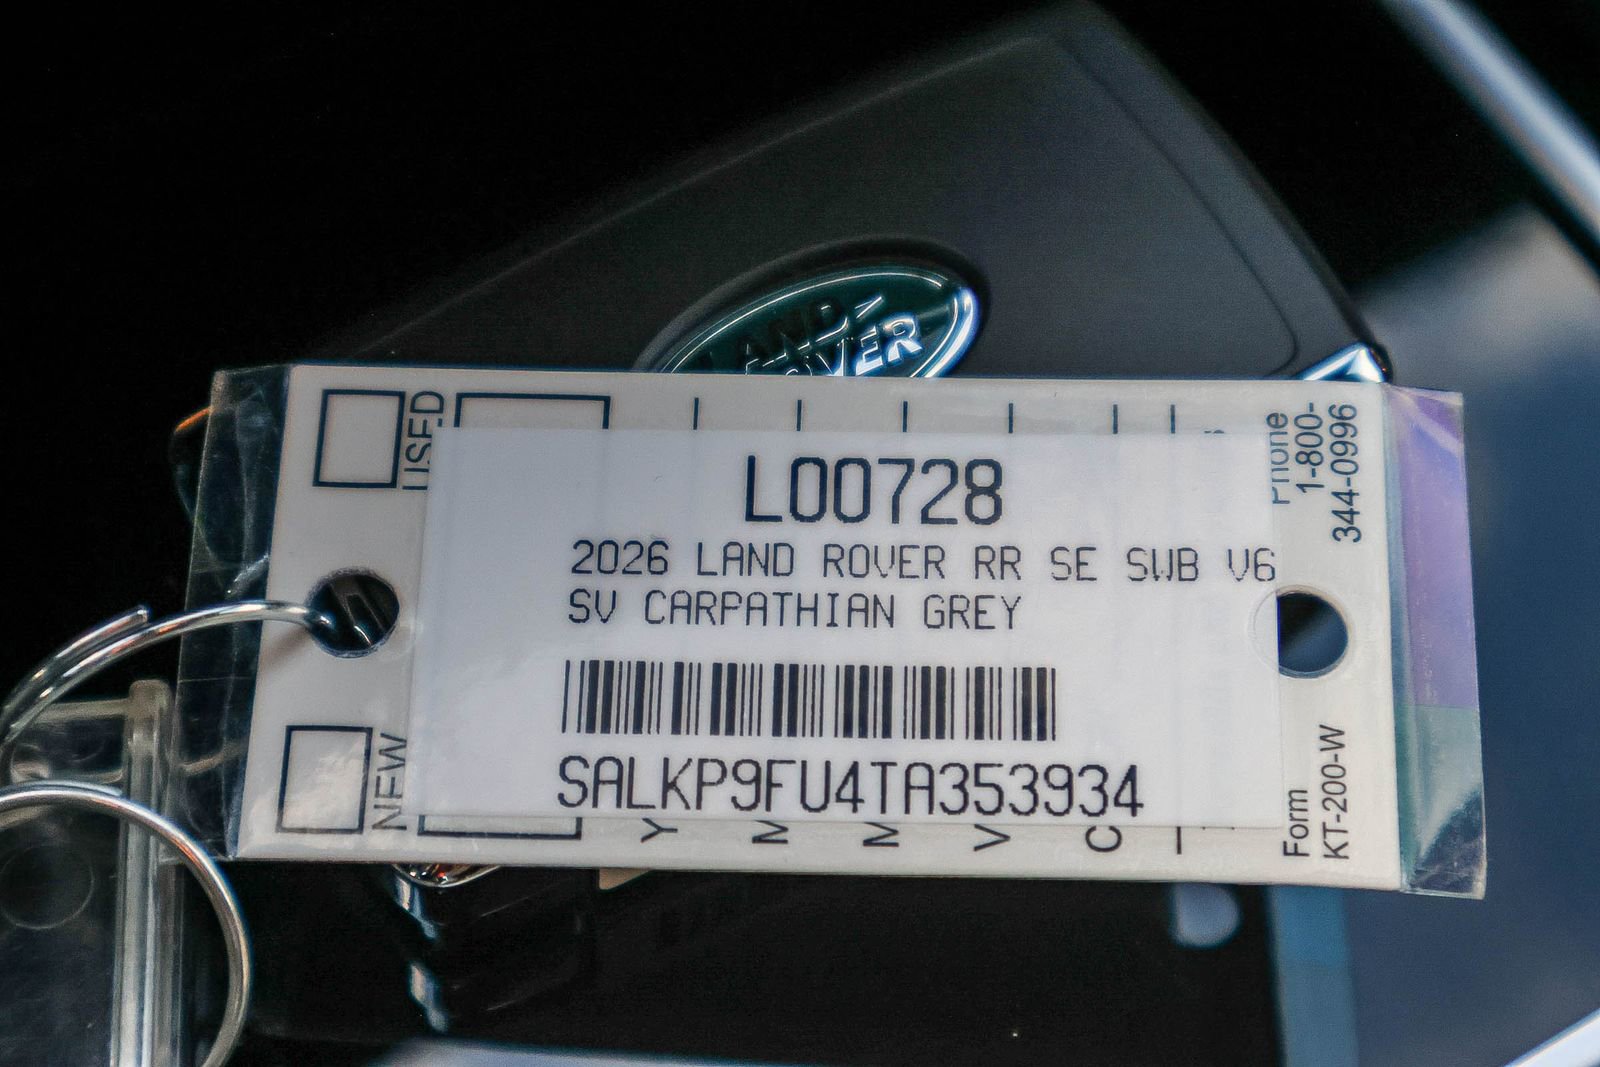 LAND
ROVER
USED
L00728
2026 LAND ROVER RR SE SWB V6
SV CARPATHIAN GREY
SALKP9FU4TA353934
NEW
Y
M
M
V
C
Phone
1-800-
344-0996
Form
KT-200-W